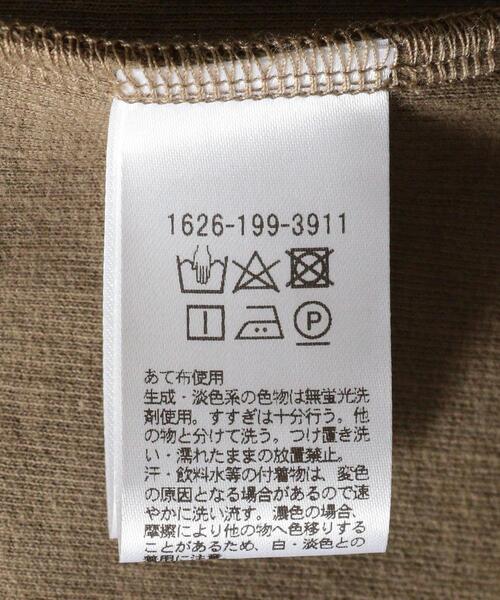 1626-199-3911
P
あて布使用
生成・淡色系の色物は無蛍光洗
剤使用。すすぎは十分行う。他
の物と分けて洗う。つけ置き洗
い・濡れたままの放置禁止。
汗・飲料水等の付着物は、変色
の原因となる場合があるので速
やかに洗い流す。濃色の場合、
摩擦により他の物へ色移りする
ことがあるため、白・淡色との
着用に注意